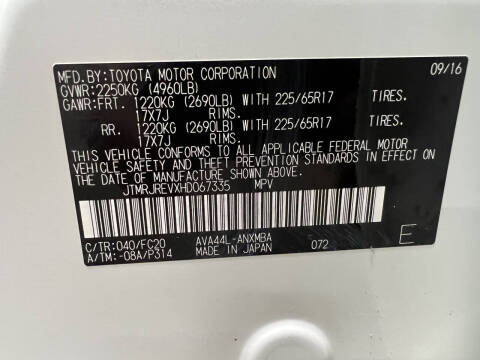 MFD.BY:TOYOTA MOTOR CORPORATION 09/16
GVWR:2250KG (4960LB)
GAWR:FRT. 1220KG (2690LB) WITH 225/65R17 TIRES.
17X7J RIMS.
RR. 1220KG (2690LB) WITH 225/65R17 TIRES.
17X7J RIMS.
THIS VEHICLE CONFORMS TO ALL APPLICABLE FEDERAL MOTOR
VEHICLE SAFETY AND THEFT PREVENTION STANDARDS IN EFFECT
ON THE DATE OF MANUFACTURE SHOWN ABOVE.
JTMRJREVXHD067335 MPV
C/TR:040/FC20 AVA44L-ANXMBA E
A/TM:-08A/P314 MADE IN JAPAN 072